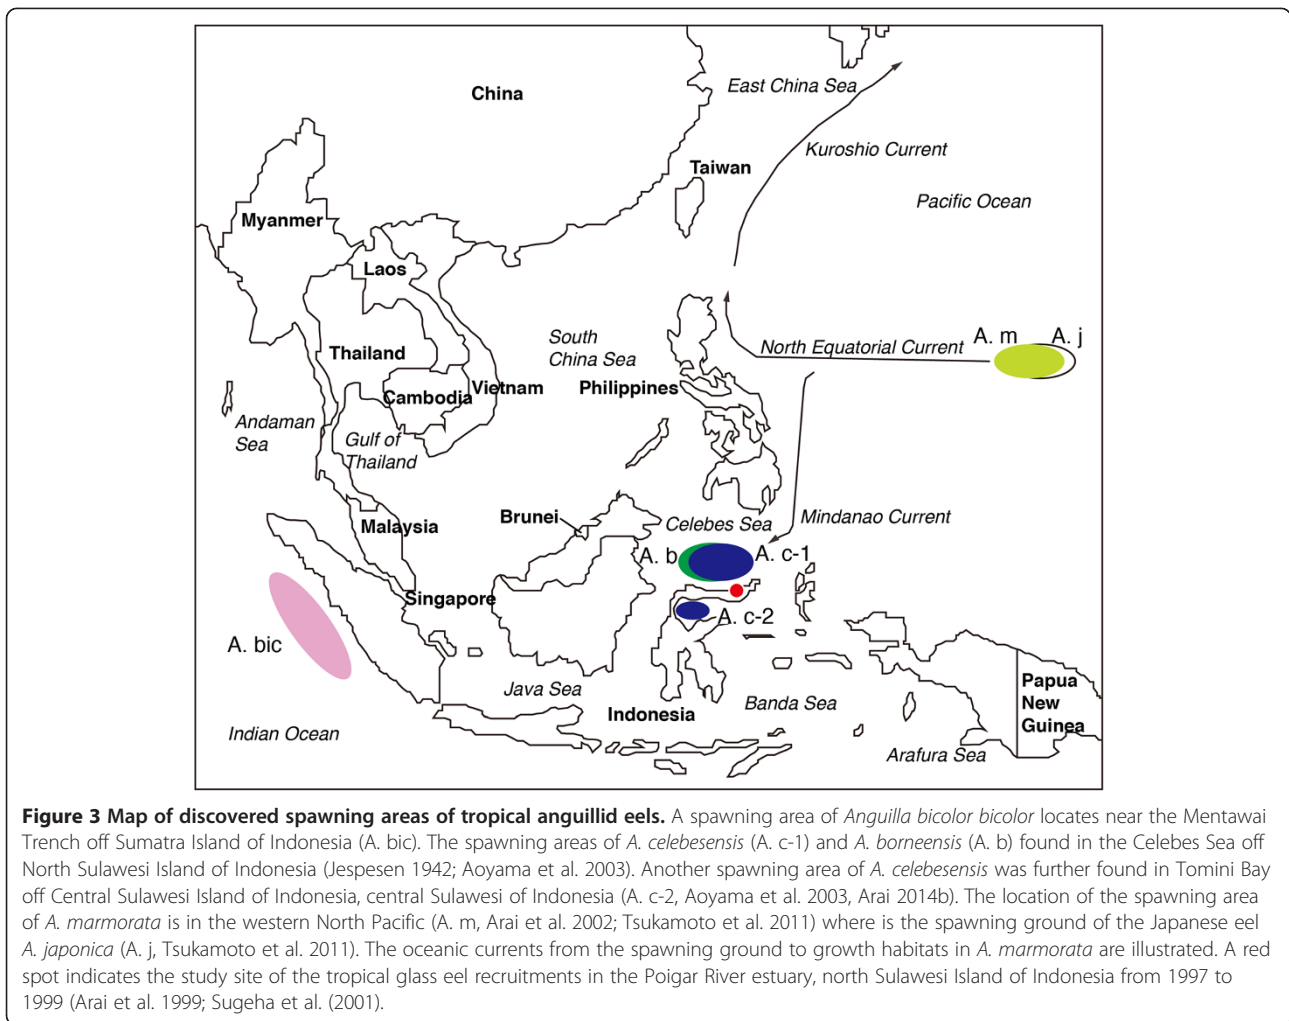 China
East China Sea
Kuroshio Current
Taiwan
Pacific Ocean
Myanmer
Laos
South
China Sea
North Equatorial Current
A. m
A. j
Thailand
Cambodia
Vietnam
Philippines
Andaman
Sea
Gulf of
Thailand
Malaysia
Brunei
Celebes Sea
Mindanao Current
A. b
A. c-1
Singapore
A. c-2
A. bic
Java Sea
Banda Sea
Papua
New
Guinea
Indonesia
Indian Ocean
Arafura Sea
Figure 3 Map of discovered spawning areas of tropical anguillid eels. A spawning area of Anguilla bicolor bicolor locates near the Mentawai
Trench off Sumatra Island of Indonesia (A. bic). The spawning areas of A. celebesensis (A. c-1) and A. borneensis (A. b) found in the Celebes Sea off
North Sulawesi Island of Indonesia (Jespesen 1942; Aoyama et al. 2003). Another spawning area of A. celebesensis was further found in Tomini Bay
off Central Sulawesi Island of Indonesia, central Sulawesi of Indonesia (A. c-2, Aoyama et al. 2003, Arai 2014b). The location of the spawning area
of A. marmorata is in the western North Pacific (A. m, Arai et al. 2002; Tsukamoto et al. 2011) where is the spawning ground of the Japanese eel
A. japonica (A. j, Tsukamoto et al. 2011). The oceanic currents from the spawning ground to growth habitats in A. marmorata are illustrated. A red
spot indicates the study site of the tropical glass eel recruitments in the Poigar River estuary, north Sulawesi Island of Indonesia from 1997 to
1999 (Arai et al. 1999; Sugeha et al. (2001).